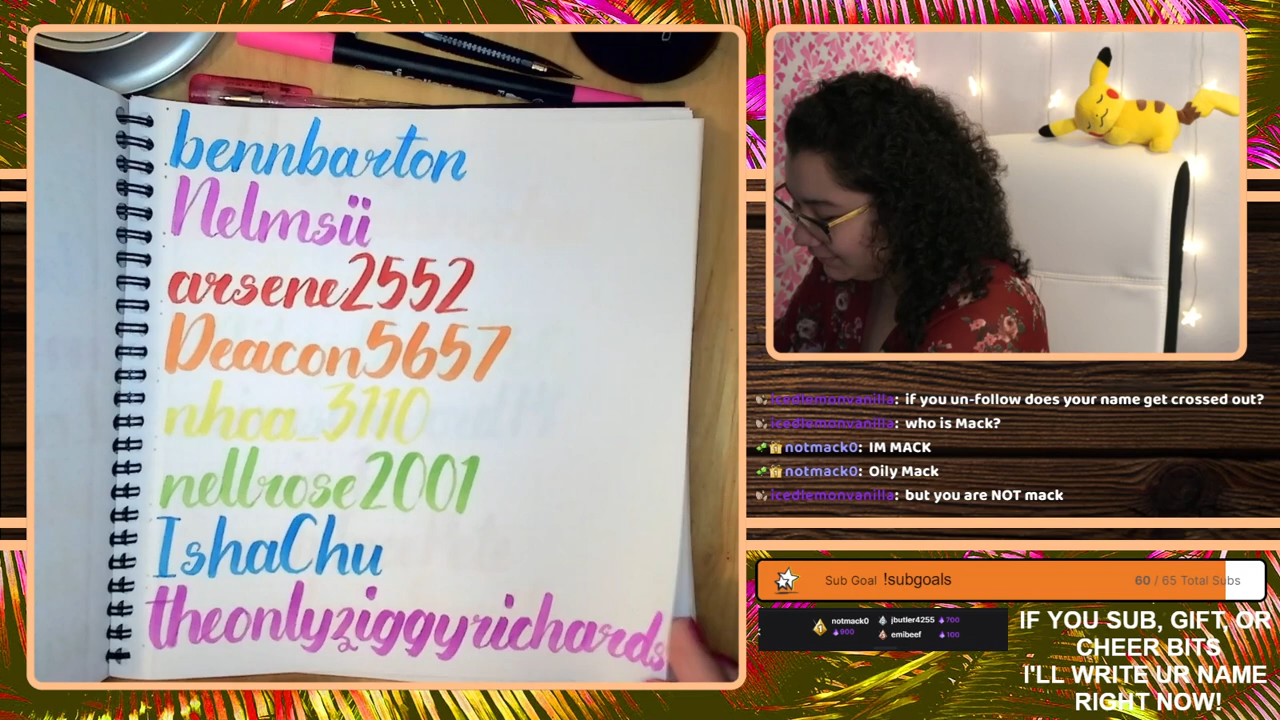 bennbarton
Nelmsii
arsene2552
Deacon5657
nhoa_3110
nellrose2001
IshaChu
theonlyziggyrichards
icedlemonvanilla: if you un-follow does your name get crossed out?
icedlemonvanilla: who is Mack?
notmack0: IM MACK
notmack0: Oily Mack
icedlemonvanilla: but you are NOT mack
Sub Goal !subgoals 60 / 65 Total Subs
1 notmack0 900
jbutler4255 700
emibeef 100
IF YOU SUB, GIFT, OR
CHEER BITS
I'LL WRITE UR NAME
RIGHT NOW!